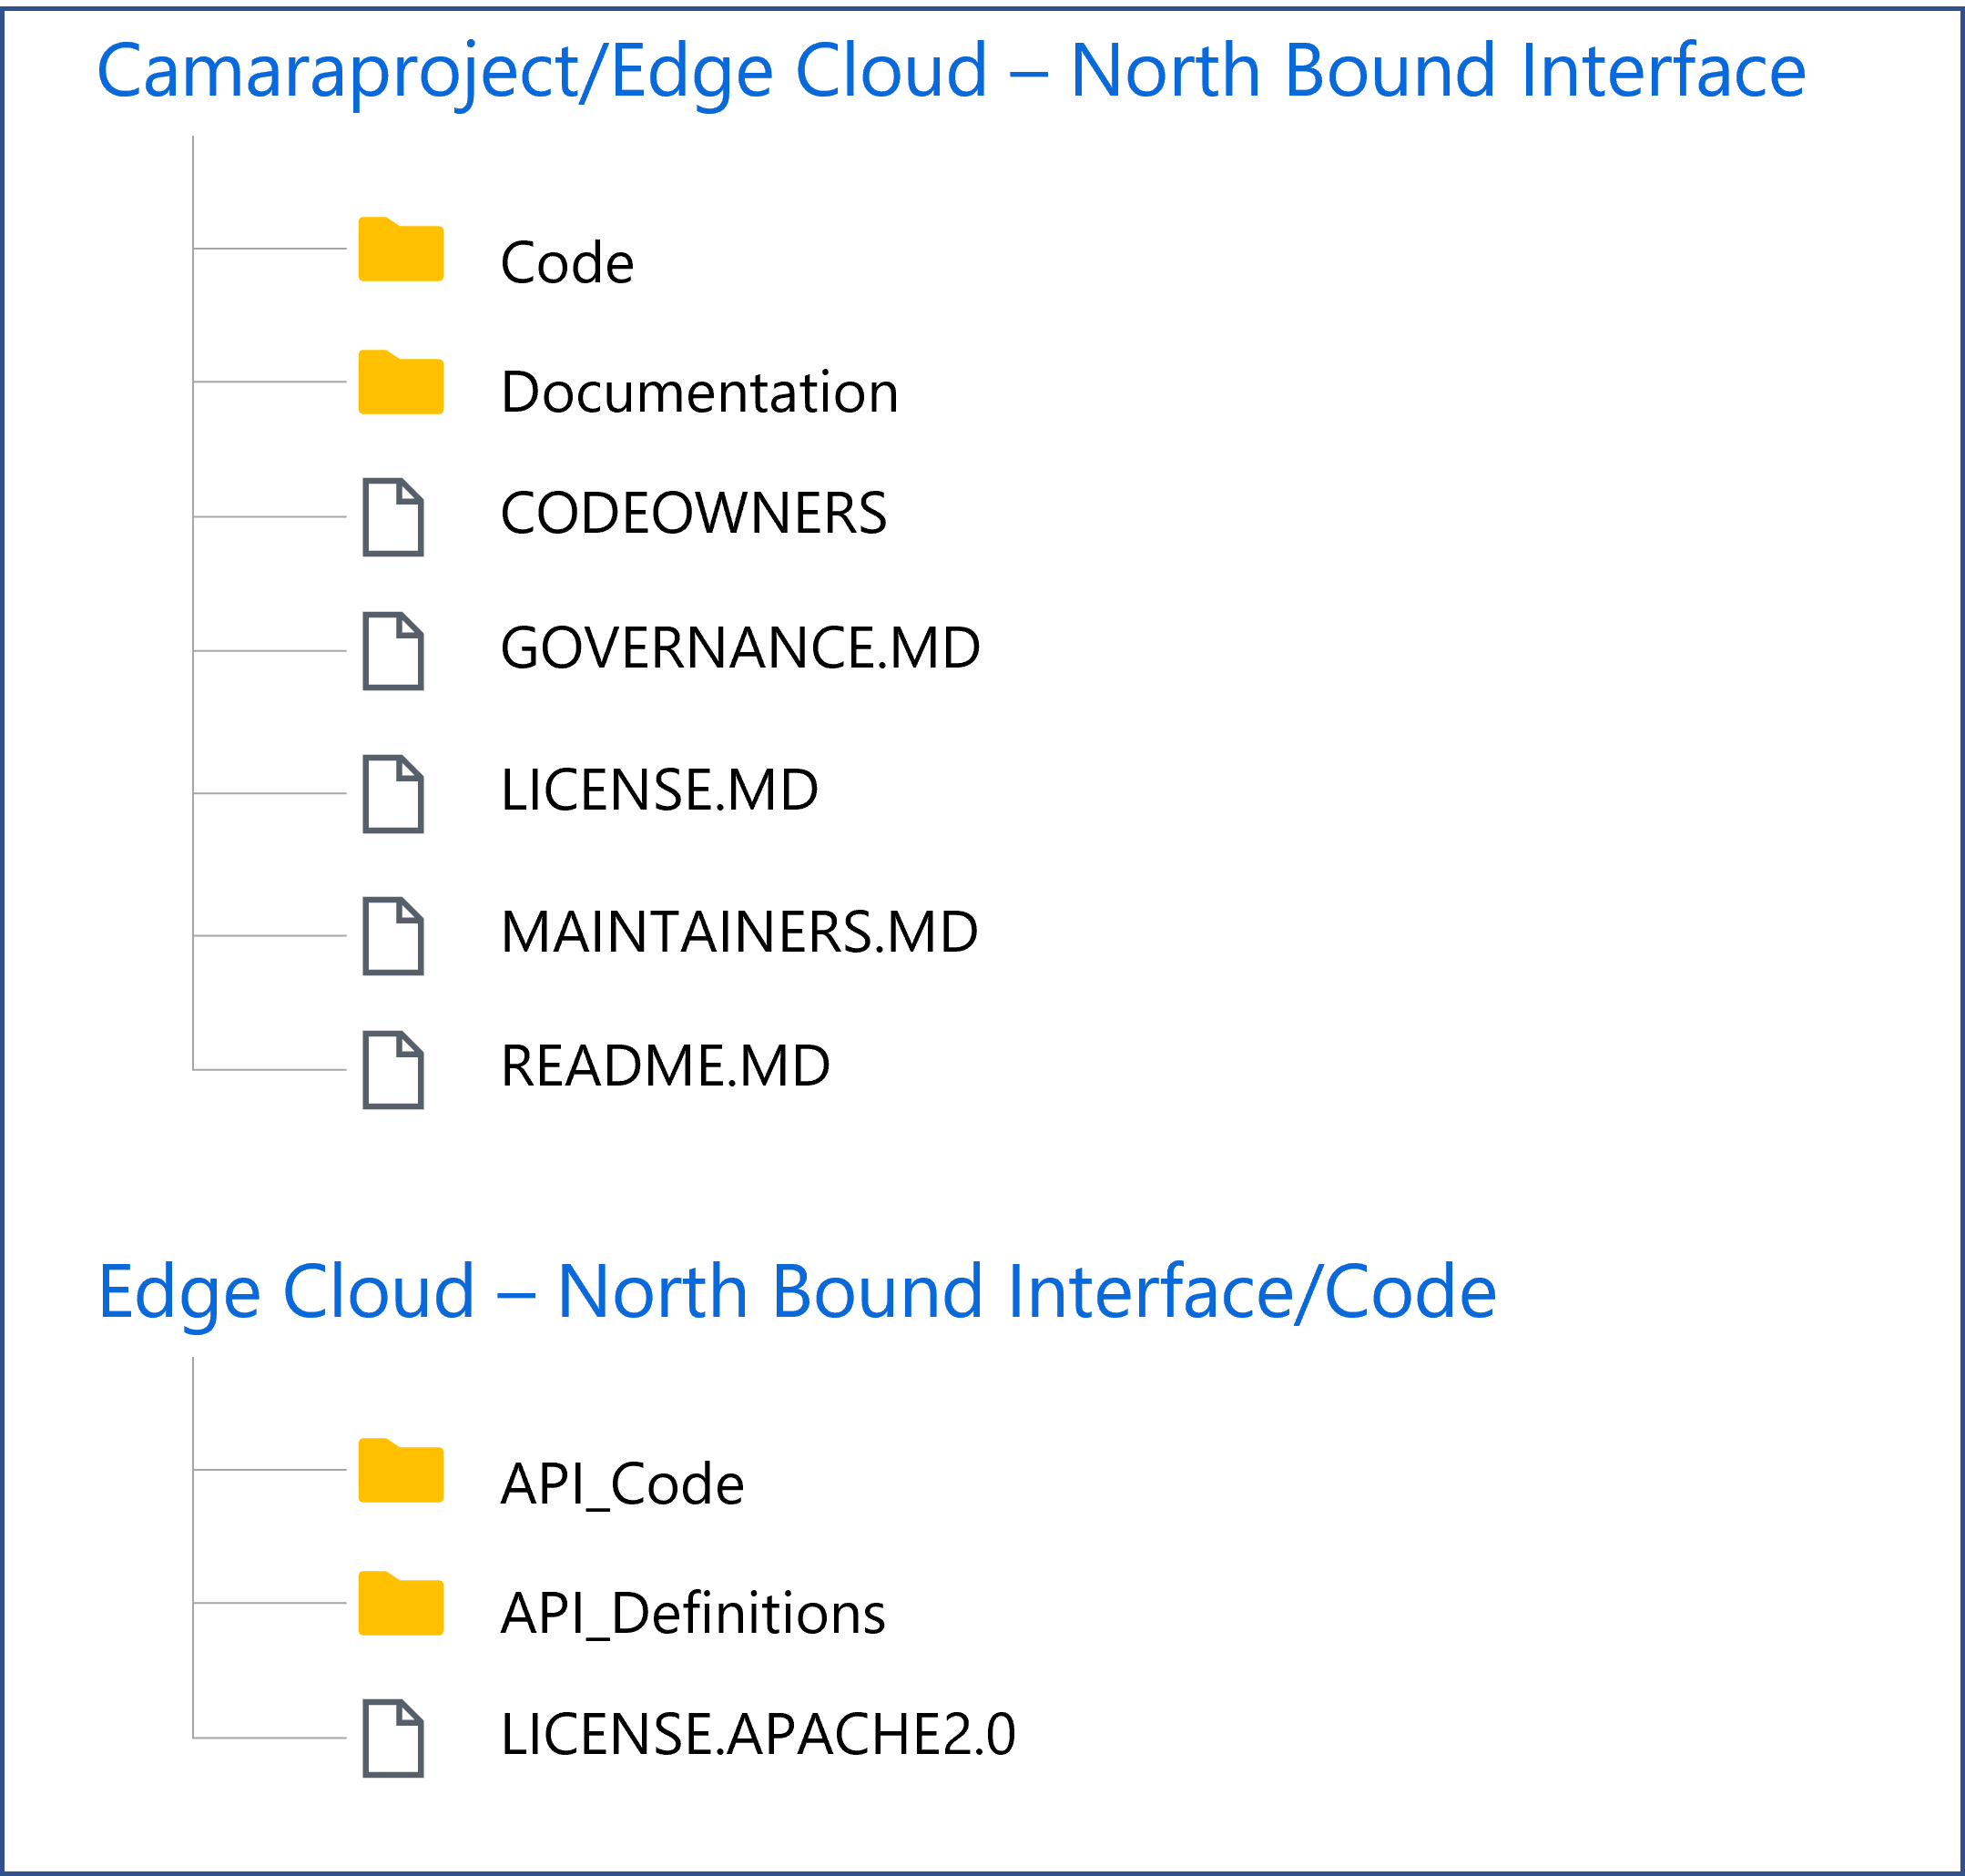 Camaraproject/Edge Cloud – North Bound Interface
Code
Documentation
CODEOWNERS
GOVERNANCE.MD
LICENSE.MD
MAINTAINERS.MD
README.MD
Edge Cloud – North Bound Interface/Code
API_Code
API_Definitions
LICENSE.APACHE2.0